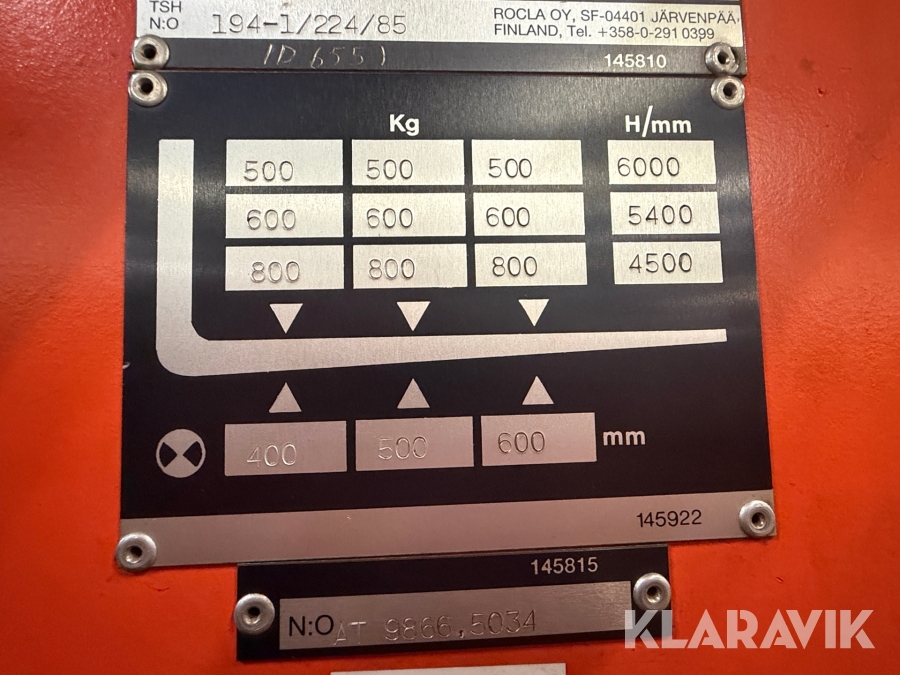 TSH
N:O 194-1/224/85
ROCLA OY, SF-04401 JÄRVENPÄÄ,
FINLAND, Tel. +358-0-291 0399
ID 6551
145810
Kg H/mm
500 500 500 6000
600 600 600 5400
800 800 800 4500
400 500 600 mm
145922
145815
N:O AT 9866,5034
KLARAVIK